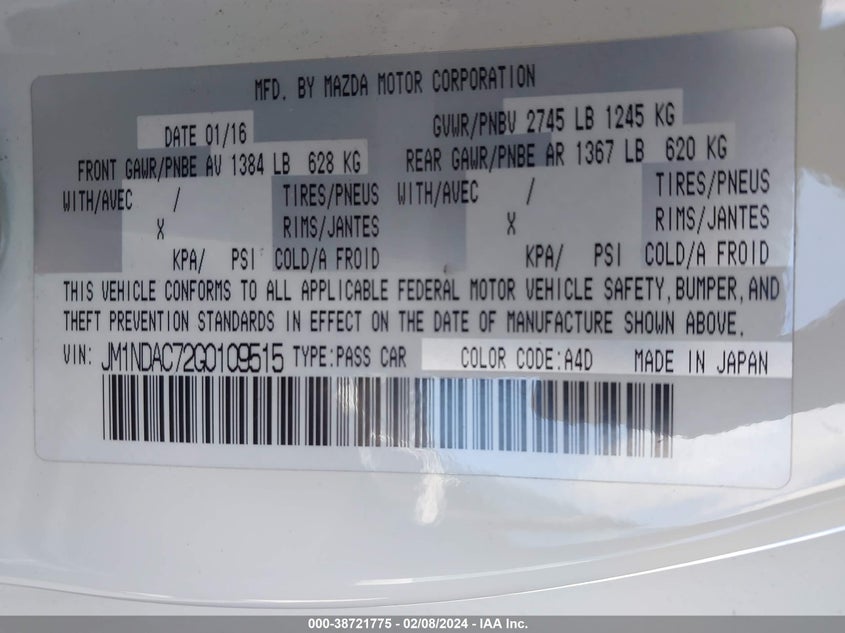 MFD. BY MAZDA MOTOR CORPORATION
DATE 01/16 GVWR/PNBV 2745 LB 1245 KG
FRONT GAWR/PNBE AV 1384 LB 628 KG REAR GAWR/PNBE AR 1367 LB 620 KG
WITH/AVEC / TIRES/PNEUS WITH/AVEC / TIRES/PNEUS
X RIMS/JANTES X RIMS/JANTES
KPA/ PSI COLD/A FROID KPA/ PSI COLD/A FROID
THIS VEHICLE CONFORMS TO ALL APPLICABLE FEDERAL MOTOR VEHICLE SAFETY, BUMPER, AND
THEFT PREVENTION STANDARDS IN EFFECT ON THE DATE OF MANUFACTURE SHOWN ABOVE.
VIN: JM1NDAC72G0109515 TYPE:PASS CAR COLOR CODE:A4D MADE IN JAPAN
000-38721775 - 02/08/2024 - IAA Inc.